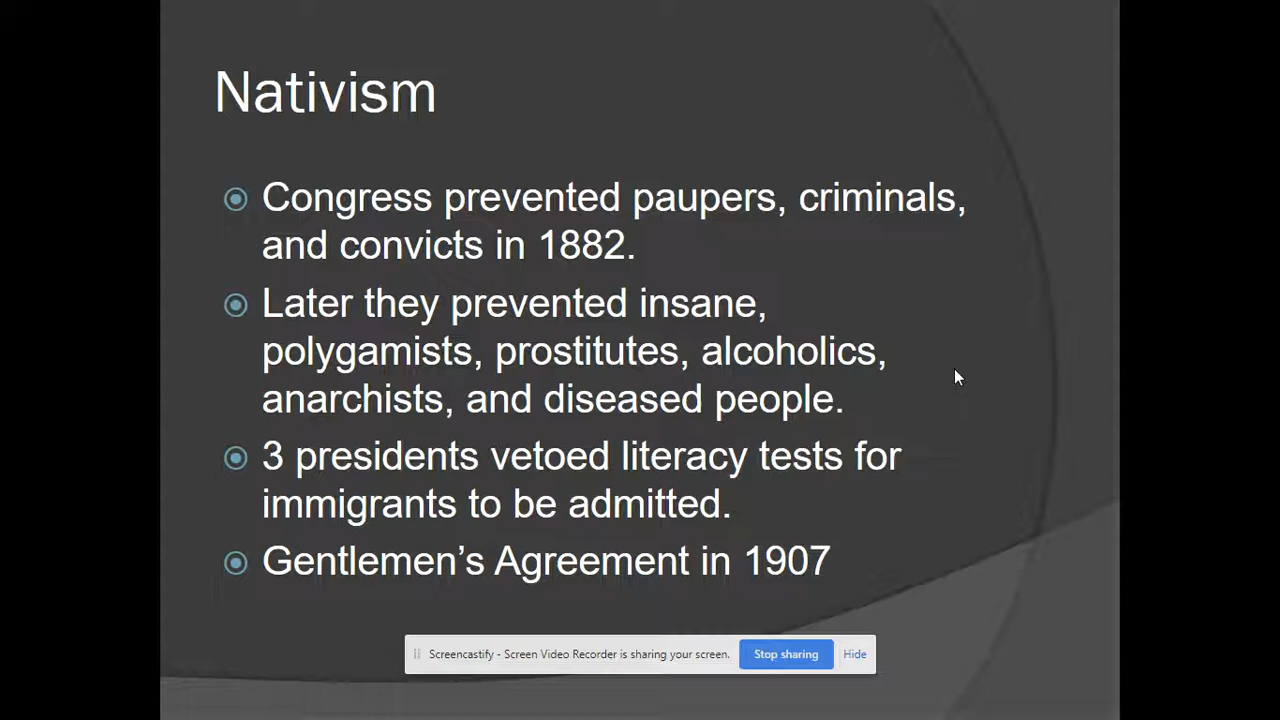 Nativism
Congress prevented paupers, criminals,
and convicts in 1882.
Later they prevented insane,
polygamists, prostitutes, alcoholics,
anarchists, and diseased people.
3 presidents vetoed literacy tests for
immigrants to be admitted.
Gentlemen’s Agreement in 1907
Screencastify - Screen Video Recorder is sharing your screen. Stop sharing Hide